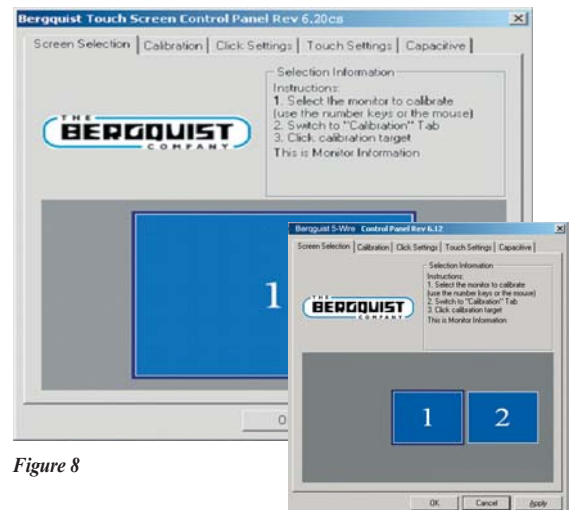 Bergquist Touch Screen Control Panel Rev 6.20cs
Screen Selection Calibration Click Settings Touch Settings Capacitive
Selection Information
Instructions:
1. Select the monitor to calibrate
(use the number keys or the mouse)
2. Switch to "Calibration" Tab
3. Click calibration target
This is Monitor Information
THE
BERGQUIST
COMPANY
1
O
Bergquist 5-Wire Control Panel Rev 6.12
Screen Selection Calibration Click Settings Touch Settings Capacitive
Selection Information
Instructions:
1. Select the monitor to calibrate
(use the number keys or the mouse)
2. Switch to "Calibration" Tab
3. Click calibration target
This is Monitor Information
THE
BERGQUIST
COMPANY
1 2
OK Cancel Apply
Figure 8